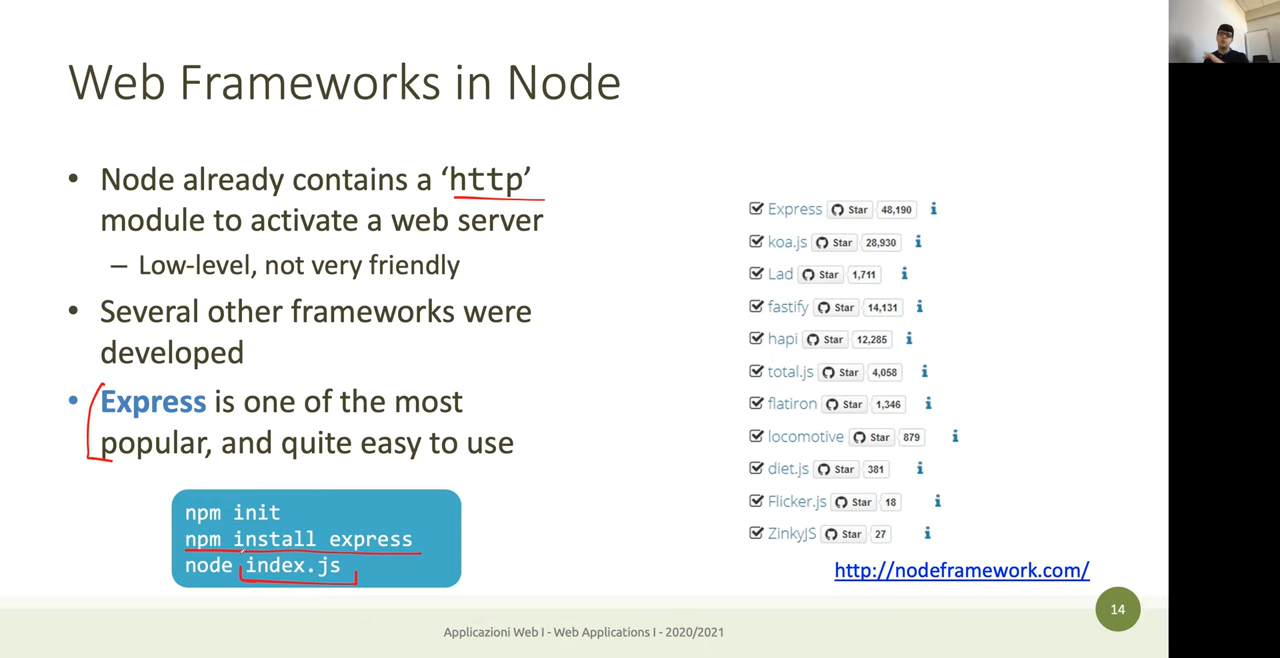 Web Frameworks in Node
• Node already contains a ‘http’
module to activate a web server
– Low-level, not very friendly
• Several other frameworks were
developed
• Express is one of the most
popular, and quite easy to use
npm init
npm install express
node index.js
Express Star 48,190
koa.js Star 28,930
Lad Star 1,711
fastify Star 14,131
hapi Star 12,285
total.js Star 4,058
flatiron Star 1,346
locomotive Star 879
diet.js Star 381
Flicker.js Star 18
ZinkyJS Star 27
http://nodeframework.com/
14
Applicazioni Web I - Web Applications I - 2020/2021